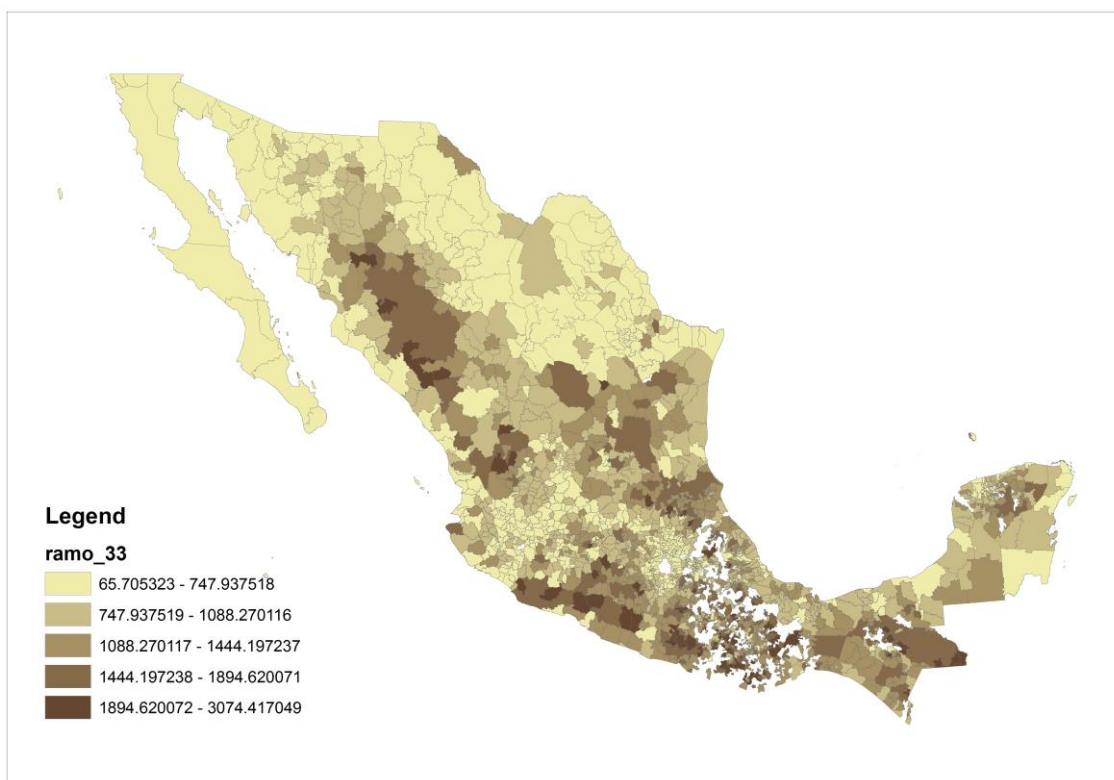 Legend
ramo_33
65.705323 - 747.937518
747.937519 - 1088.270116
1088.270117 - 1444.197237
1444.197238 - 1894.620071
1894.620072 - 3074.417049